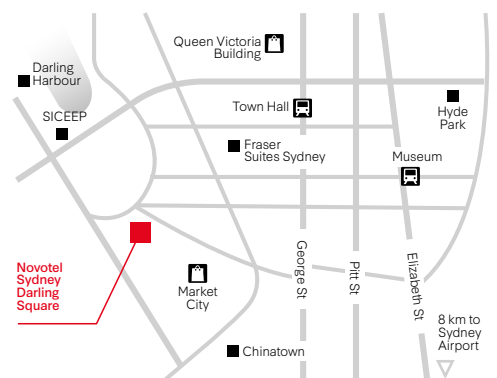 Queen Victoria
Building
Darling
Harbour
SICEEP
Town Hall
Hyde
Park
Fraser
Suites Sydney
Museum
Novotel
Sydney
Darling
Square
Market
City
George St
Pitt St
Elizabeth St
8 km to
Sydney
Airport
Chinatown